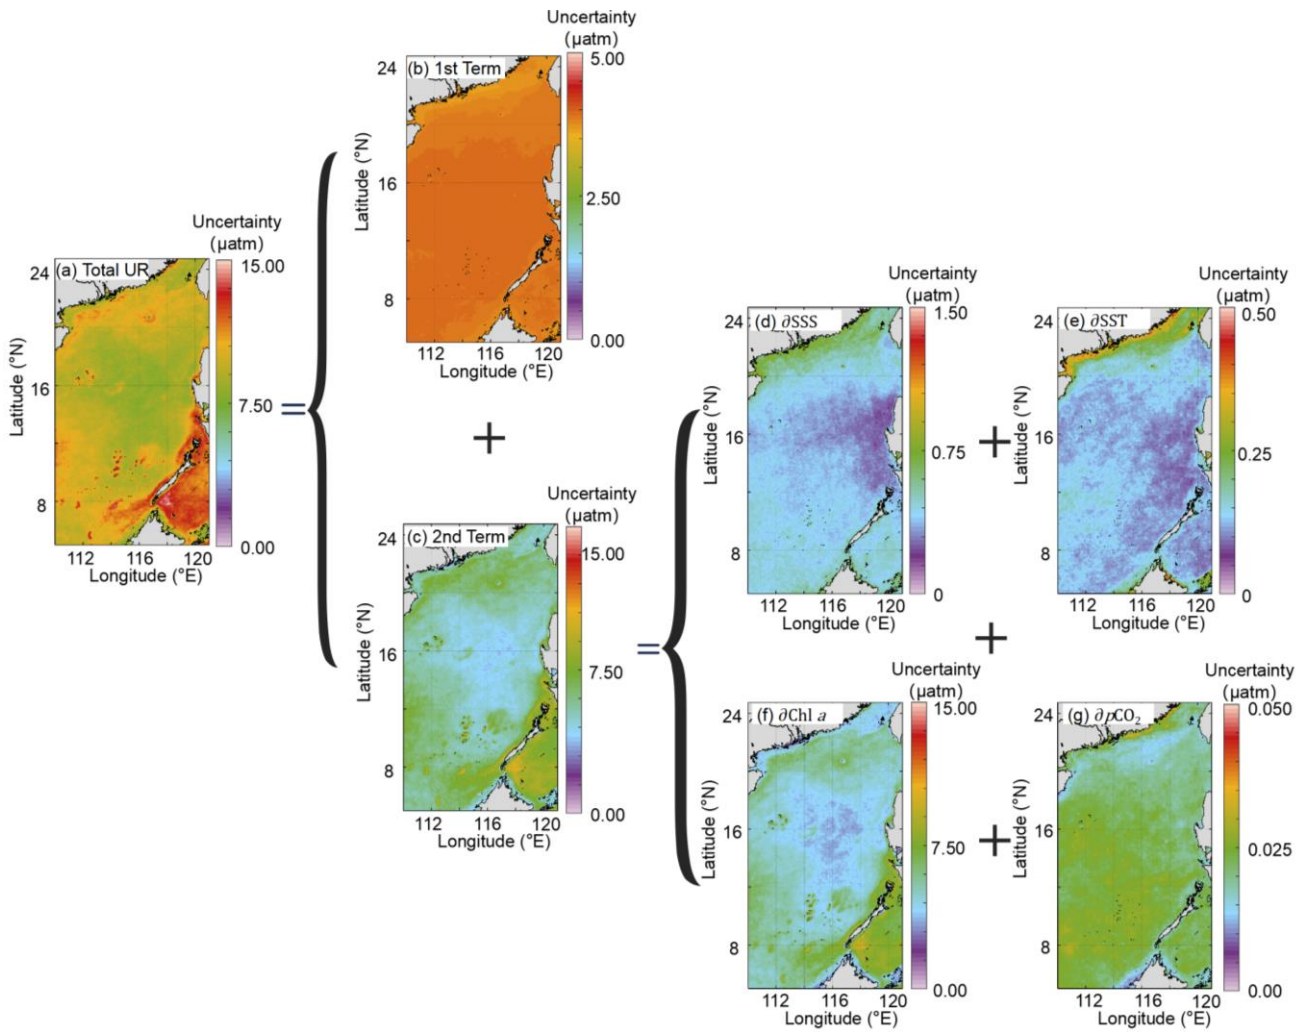 Uncertainty
(µatm)
(b) 1st Term
5.00
2.50
0.00
24
16
8
Latitude (°N)
112 116 120
Longitude (°E)
Uncertainty
(µatm)
(a) Total UR
15.00
7.50
0.00
24
16
8
Latitude (°N)
112 116 120
Longitude (°E)
=
+
Uncertainty
(µatm)
(c) 2nd Term
15.00
7.50
0.00
24
16
8
Latitude (°N)
112 116 120
Longitude (°E)
=
Uncertainty
(µatm)
(d) ∂SSS
1.50
0.75
0
24
16
8
Latitude (°N)
112 116 120
Longitude (°E)
+
Uncertainty
(µatm)
(e) ∂SST
0.50
0.25
0
24
16
8
Latitude (°N)
112 116 120
Longitude (°E)
+
Uncertainty
(µatm)
(f) ∂Chl a
15.00
7.50
0.00
24
16
8
Latitude (°N)
112 116 120
Longitude (°E)
+
Uncertainty
(µatm)
(g) ∂pCO₂
0.050
0.025
0.00
24
16
8
Latitude (°N)
112 116 120
Longitude (°E)